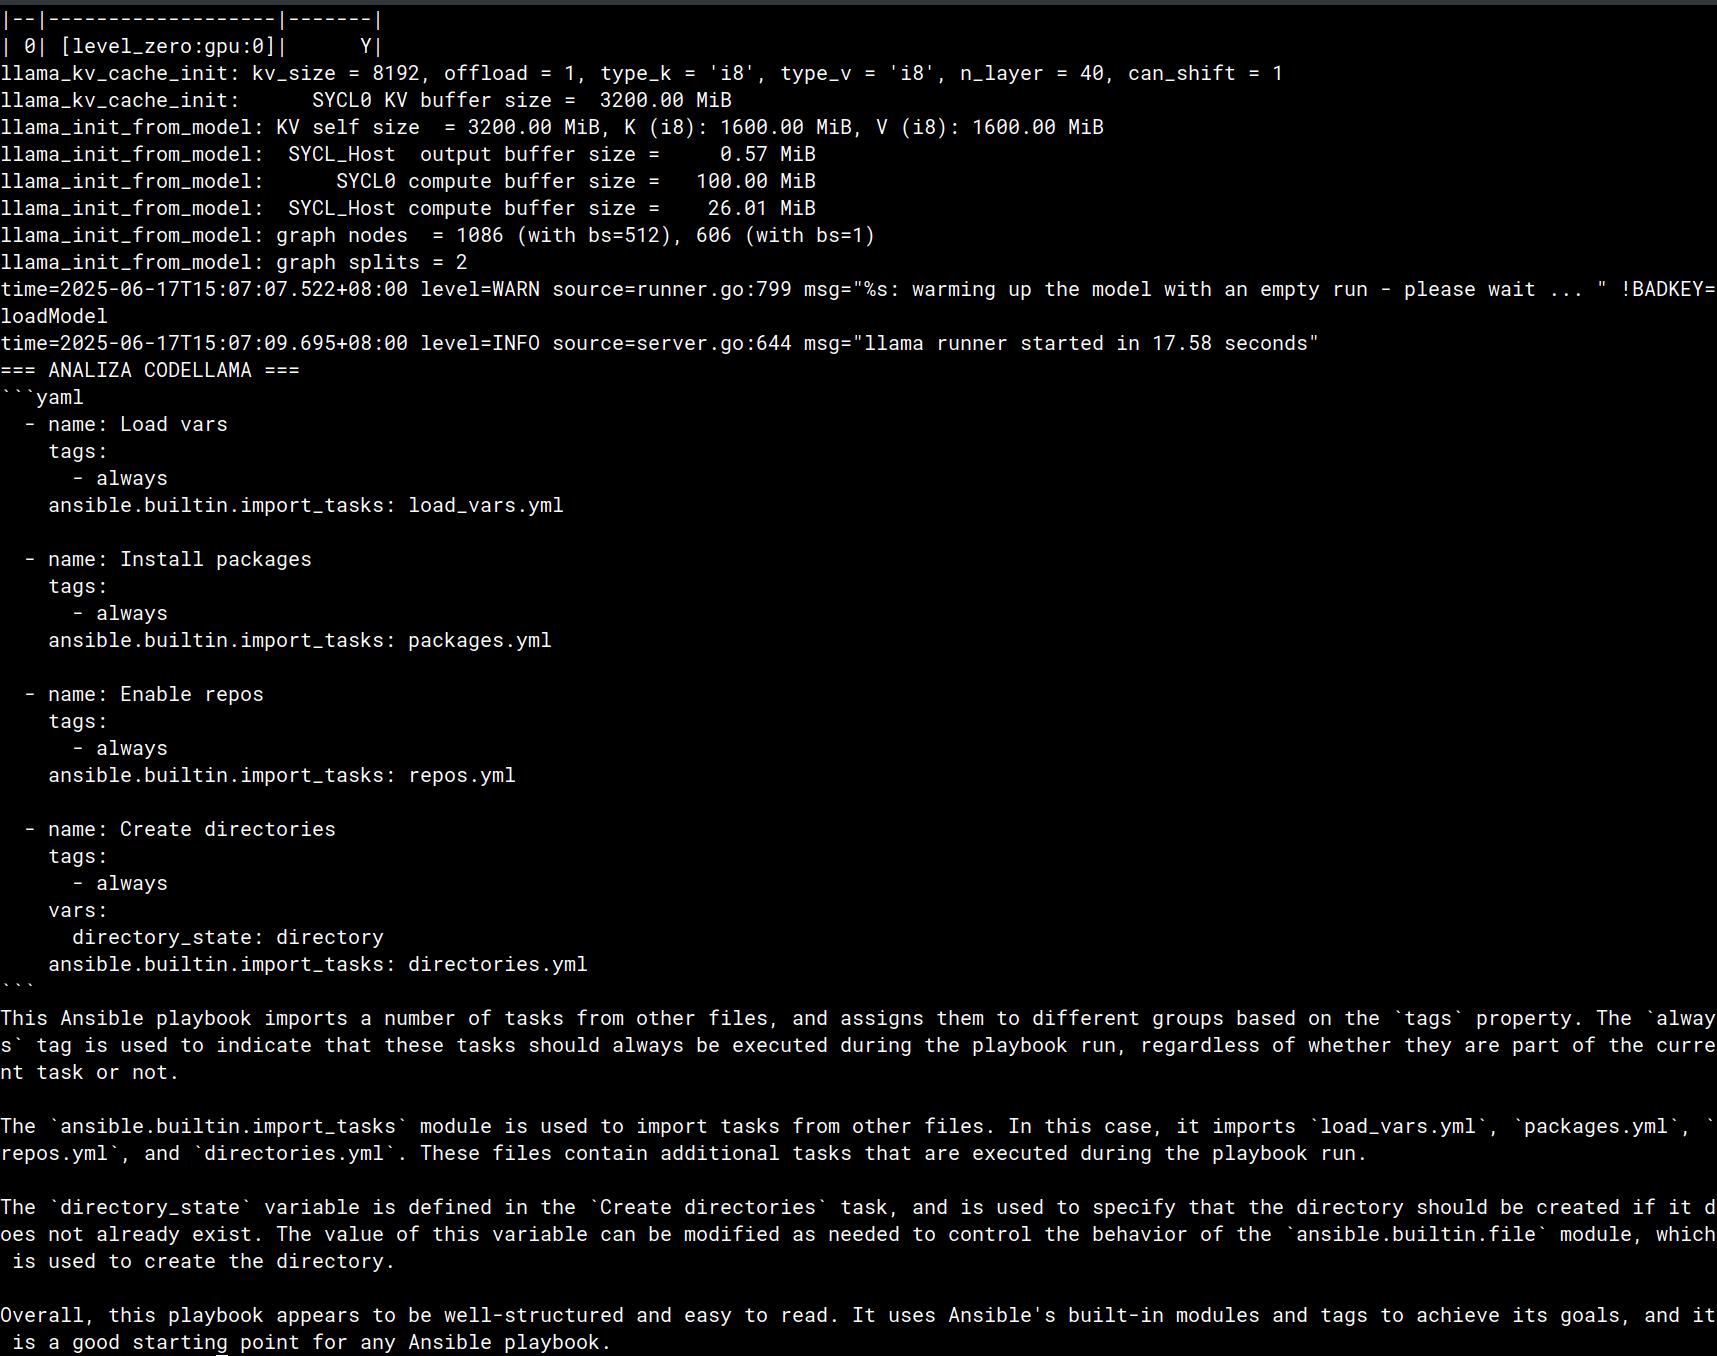 |--|-------------------|-------|
| 0| [level_zero:gpu:0]|      Y|
llama_kv_cache_init: kv_size = 8192, offload = 1, type_k = 'i8', type_v = 'i8', n_layer = 40, can_shift = 1
llama_kv_cache_init:      SYCL0 KV buffer size =  3200.00 MiB
llama_init_from_model: KV self size  = 3200.00 MiB, K (i8): 1600.00 MiB, V (i8): 1600.00 MiB
llama_init_from_model:  SYCL_Host  output buffer size =     0.57 MiB
llama_init_from_model:      SYCL0 compute buffer size =   100.00 MiB
llama_init_from_model:  SYCL_Host compute buffer size =    26.01 MiB
llama_init_from_model: graph nodes  = 1086 (with bs=512), 606 (with bs=1)
llama_init_from_model: graph splits = 2
time=2025-06-17T15:07:07.522+08:00 level=WARN source=runner.go:799 msg="%s: warming up the model with an empty run - please wait ... " !BADKEY=
loadModel
time=2025-06-17T15:07:09.695+08:00 level=INFO source=server.go:644 msg="llama runner started in 17.58 seconds"
=== ANALIZA CODELLAMA ===
```yaml
  - name: Load vars
    tags:
      - always
    ansible.builtin.import_tasks: load_vars.yml

  - name: Install packages
    tags:
      - always
    ansible.builtin.import_tasks: packages.yml

  - name: Enable repos
    tags:
      - always
    ansible.builtin.import_tasks: repos.yml

  - name: Create directories
    tags:
      - always
    vars:
      directory_state: directory
    ansible.builtin.import_tasks: directories.yml
```
This Ansible playbook imports a number of tasks from other files, and assigns them to different groups based on the `tags` property. The `alway
s` tag is used to indicate that these tasks should always be executed during the playbook run, regardless of whether they are part of the curre
nt task or not.

The `ansible.builtin.import_tasks` module is used to import tasks from other files. In this case, it imports `load_vars.yml`, `packages.yml`, `
repos.yml`, and `directories.yml`. These files contain additional tasks that are executed during the playbook run.

The `directory_state` variable is defined in the `Create directories` task, and is used to specify that the directory should be created if it d
oes not already exist. The value of this variable can be modified as needed to control the behavior of the `ansible.builtin.file` module, which
 is used to create the directory.

Overall, this playbook appears to be well-structured and easy to read. It uses Ansible's built-in modules and tags to achieve its goals, and it
 is a good starting point for any Ansible playbook.